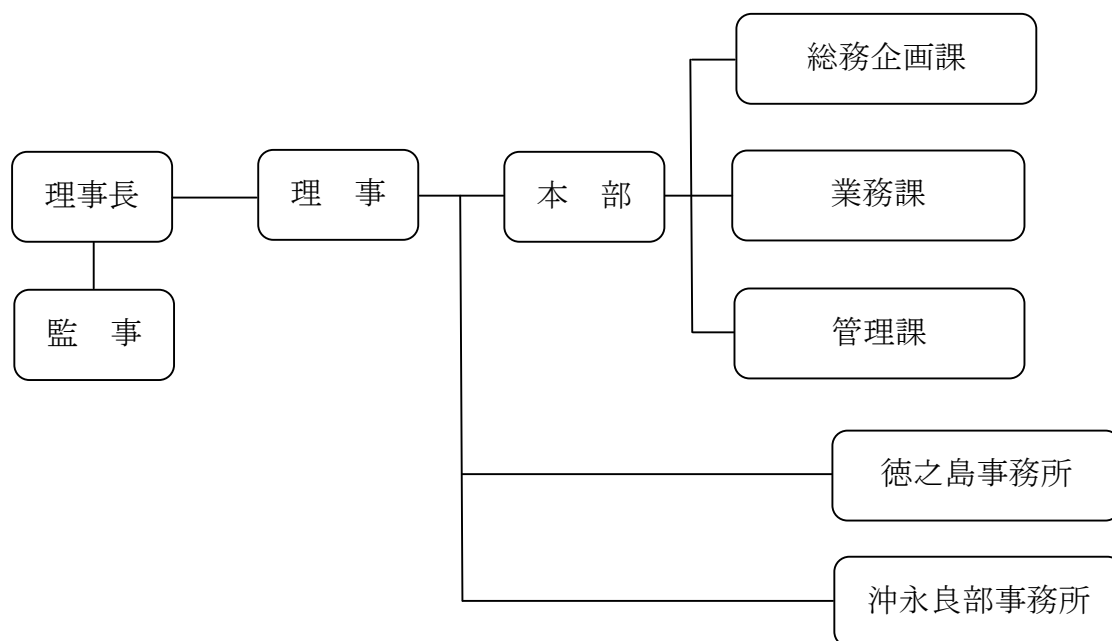 総務企画課
理事長
理　事
本　部
業務課
監　事
管理課
徳之島事務所
沖永良部事務所